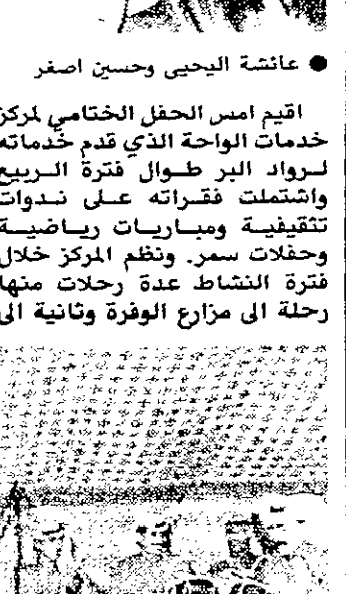 ● عائشة اليحيى وحسين اصغر
اقيم امس الحفل الختامي لمركز
خدمات الواحة الذي قدم خدماته
لرواد البر طوال فترة الربيع
واشتملت فقراته على ندوات
تثقيفية ومباريات رياضية
وحفلات سمر. ونظم المركز خلال
فترة النشاط عدة رحلات منها
رحلة الى مزارع الوفرة وثانية الى